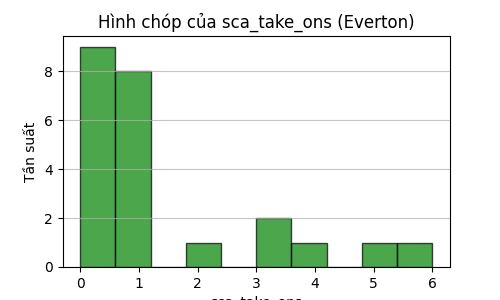 Hình chóp của sca_take_ons (Everton)
Tần suất
8
6
4
2
0
0 1 2 3 4 5 6
sca_take_ons